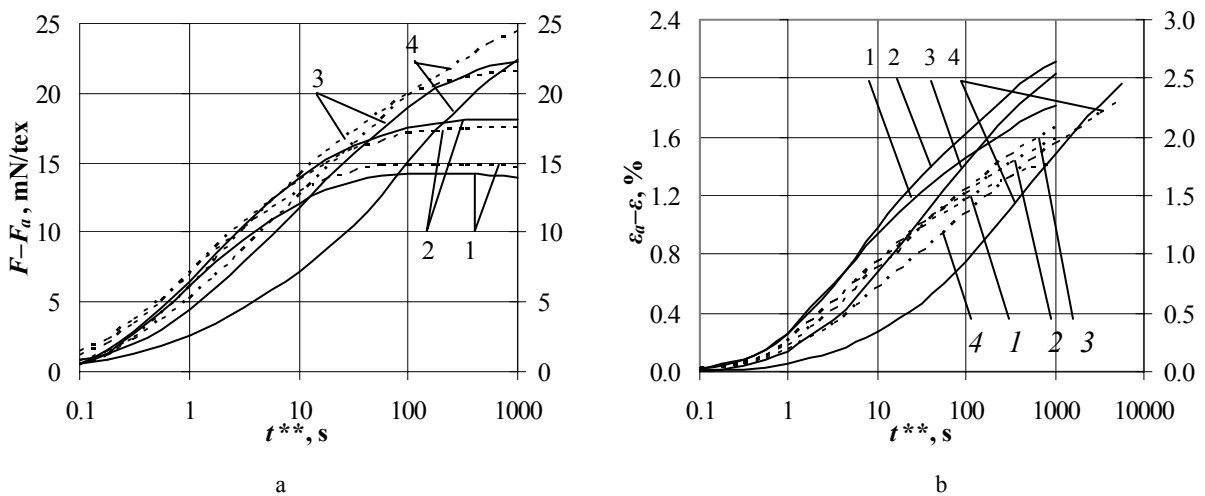 25 25
20 20
15 15
10 10
5 5
0 0
F–Fₐ, mN/tex
4
3
2 1
0.1 1 10 100 1000
t**, s
a
2.4 3.0
2.0 2.5
1.6 2.0
1.2 1.5
0.8 1.0
0.4 0.5
0.0 0.0
εₐ–ε, %
1 2 3 4
4 1 2 3
0.1 1 10 100 1000 10000
t**, s
b